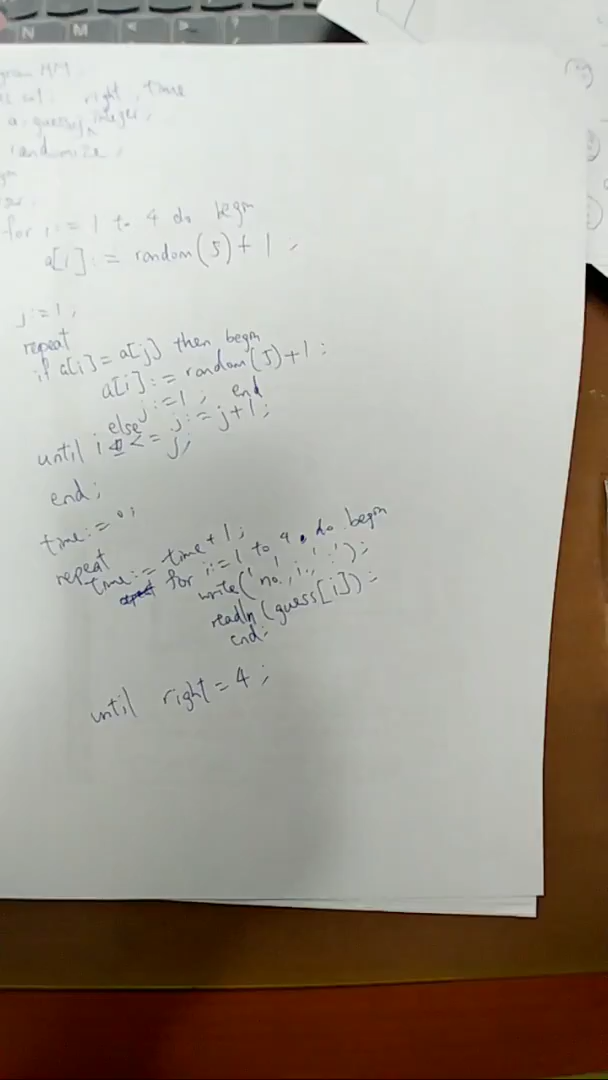 N M <
right, time
a guess integer;
randomize;
for i:= 1 to 4 do begin
a[i]:= random(5)+1;
j:=1;
repeat
if a[i]=a[j] then begin
a[i]:= random(5)+1;
j:=1; end
else j:=j+1;
until i <= j;
end;
time:= 0;
repeat
time:= time+1;
for i:=1 to 4 do begin
write('no.', i, ':');
readln(guess[i]);
end;
until right=4;